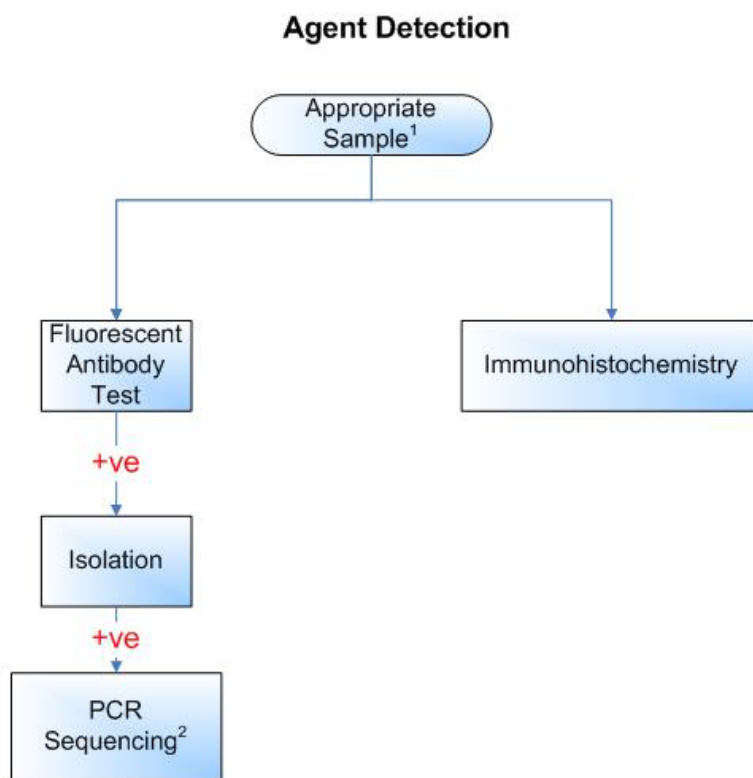 Agent Detection
Appropriate
Sample¹
Fluorescent
Antibody
Test
Immunohistochemistry
+ve
Isolation
+ve
PCR
Sequencing²